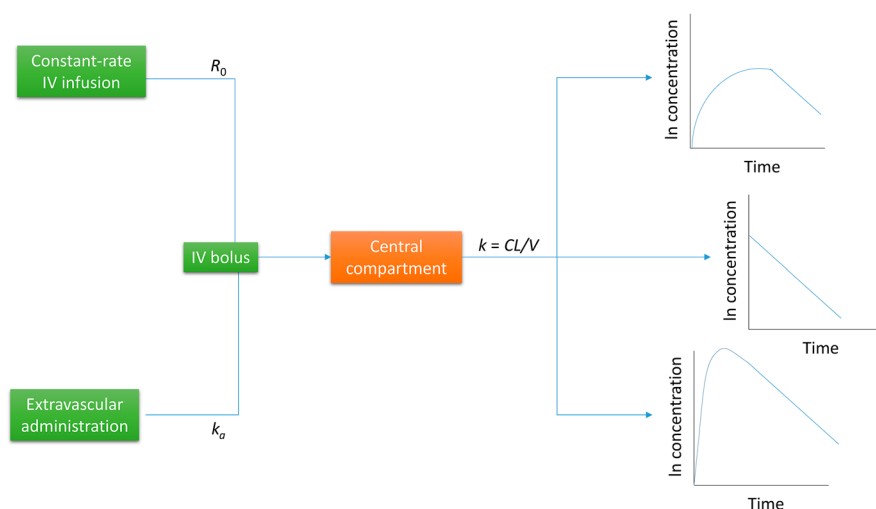 Constant-rate
IV infusion
R0
IV bolus
Extravascular
administration
ka
Central
compartment
k = CL/V
ln concentration
Time
ln concentration
Time
ln concentration
Time